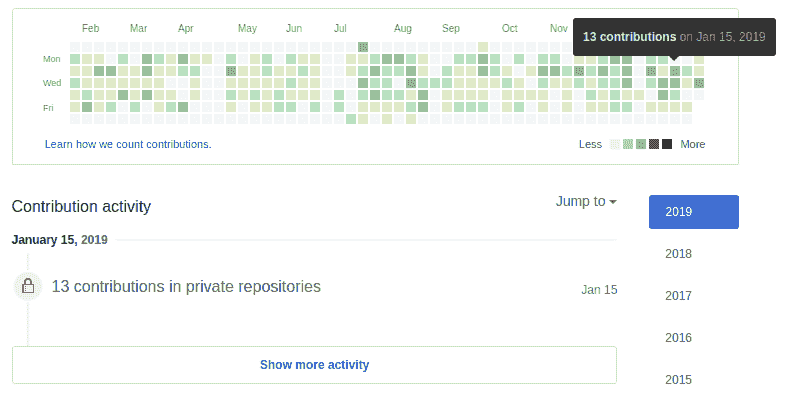 Feb Mar Apr May Jun Jul Aug Sep Oct Nov
13 contributions on Jan 15, 2019
Mon
Wed
Fri
Learn how we count contributions.
Less More
Contribution activity
Jump to
2019
January 15, 2019
2018
13 contributions in private repositories
Jan 15
2017
2016
Show more activity
2015